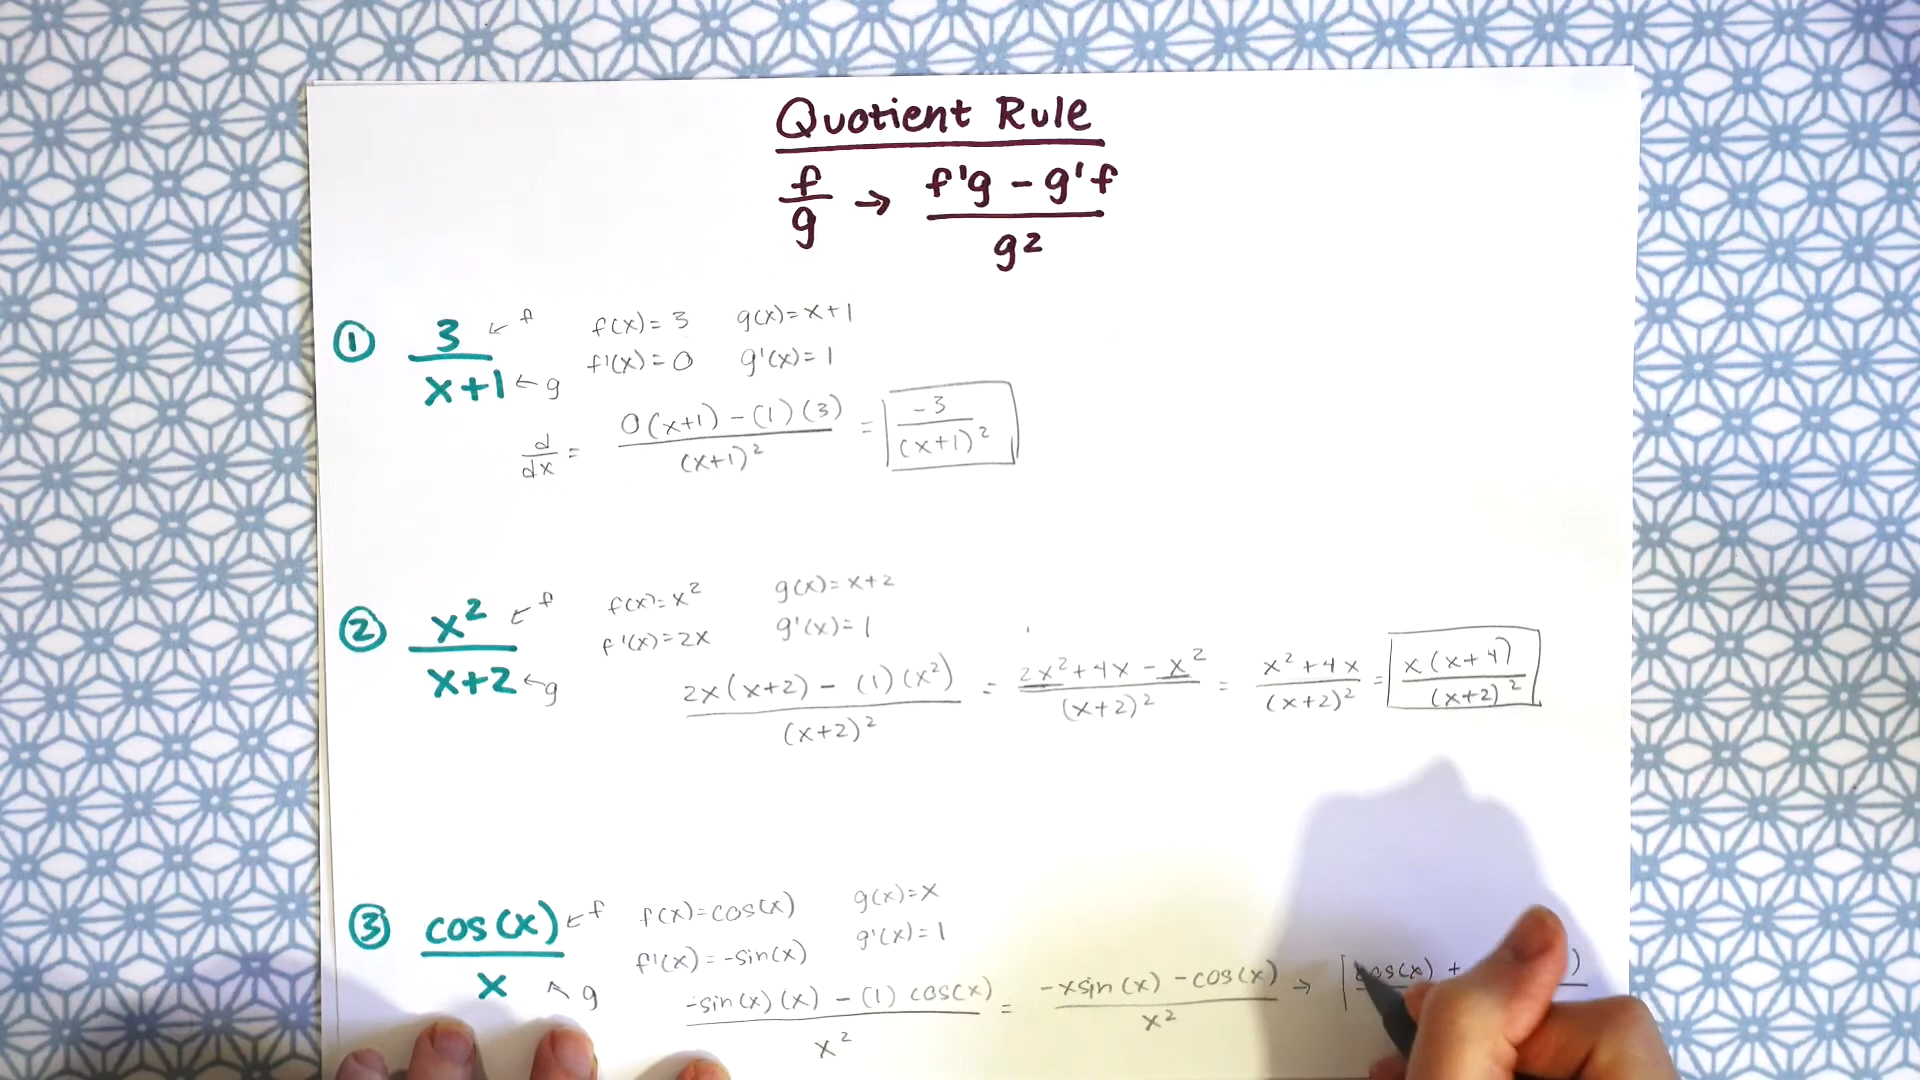 Quotient Rule
f/g → f'g - g'f / g²
① 3 / x+1 ← f ← g
f(x) = 3 g(x) = x+1
f'(x) = 0 g'(x) = 1
d/dx = 0(x+1) - (1)(3) / (x+1)² = -3 / (x+1)²
② x² / x+2 ← f ← g
f(x) = x² g(x) = x+2
f'(x) = 2x g'(x) = 1
2x(x+2) - (1)(x²) / (x+2)² = 2x²+4x - x² / (x+2)² = x²+4x / (x+2)² = x(x+4) / (x+2)²
③ cos(x) / x ← f ← g
f(x) = cos(x) g(x) = x
f'(x) = -sin(x) g'(x) = 1
-sin(x)(x) - (1) cos(x) / x² = -xsin(x) - cos(x) / x² → cos(x) + )